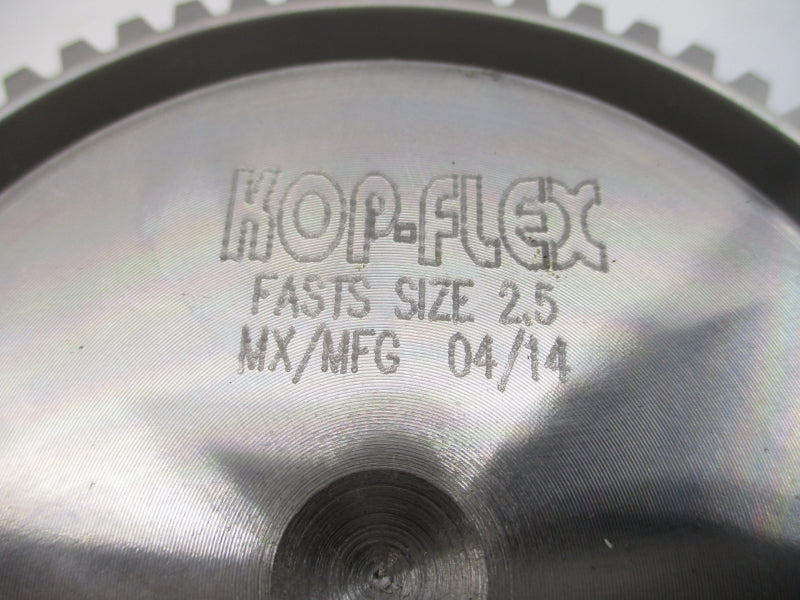 KOP-FLEX
FASTS SIZE 2.5
MX/MFG 04/14